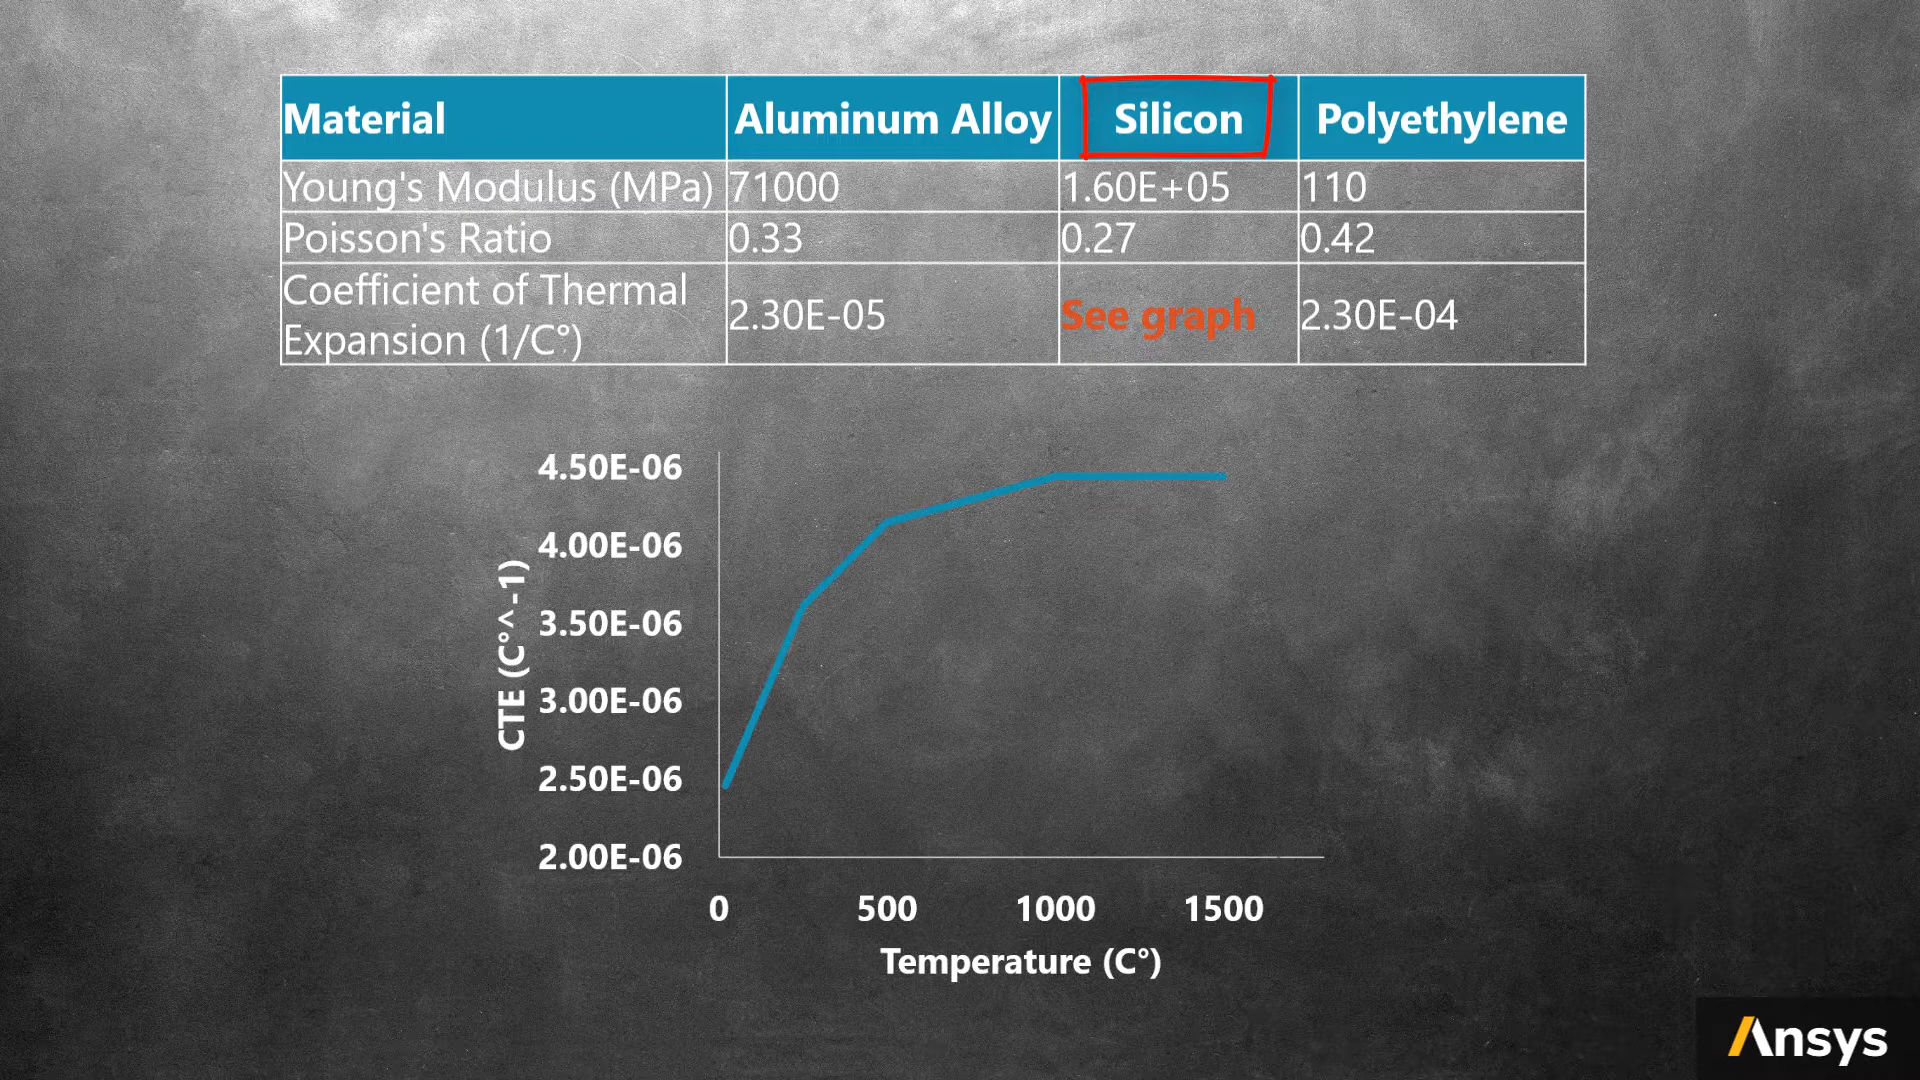 Material Aluminum Alloy Silicon Polyethylene
Young's Modulus (MPa) 71000 1.60E+05 110
Poisson's Ratio 0.33 0.27 0.42
Coefficient of Thermal
Expansion (1/C°) 2.30E-05 See graph 2.30E-04
4.50E-06
4.00E-06
3.50E-06
3.00E-06
2.50E-06
2.00E-06
CTE (C°^-1)
0 500 1000 1500
Temperature (C°)
Ansys